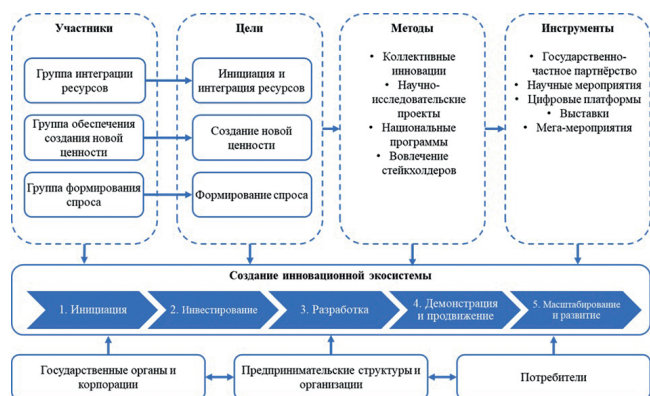 Участники
Группа интеграции
ресурсов
Группа обеспечения
создания новой
ценности
Группа формирования
спроса
Цели
Инициация и
интеграция ресурсов
Создание новой
ценности
Формирование спроса
Методы
• Коллективные
инновации
• Научно-
исследовательские
проекты
• Национальные
программы
• Вовлечение
стейкхолдеров
Инструменты
• Государственно-
частное партнёрство
• Научные мероприятия
• Цифровые платформы
• Выставки
• Мега-мероприятия
Создание инновационной экосистемы
1. Инициация
2. Инвестирование
3. Разработка
4. Демонстрация
и продвижение
5. Масштабирование
и развитие
Государственные органы и
корпорации
Предпринимательские структуры и
организации
Потребители